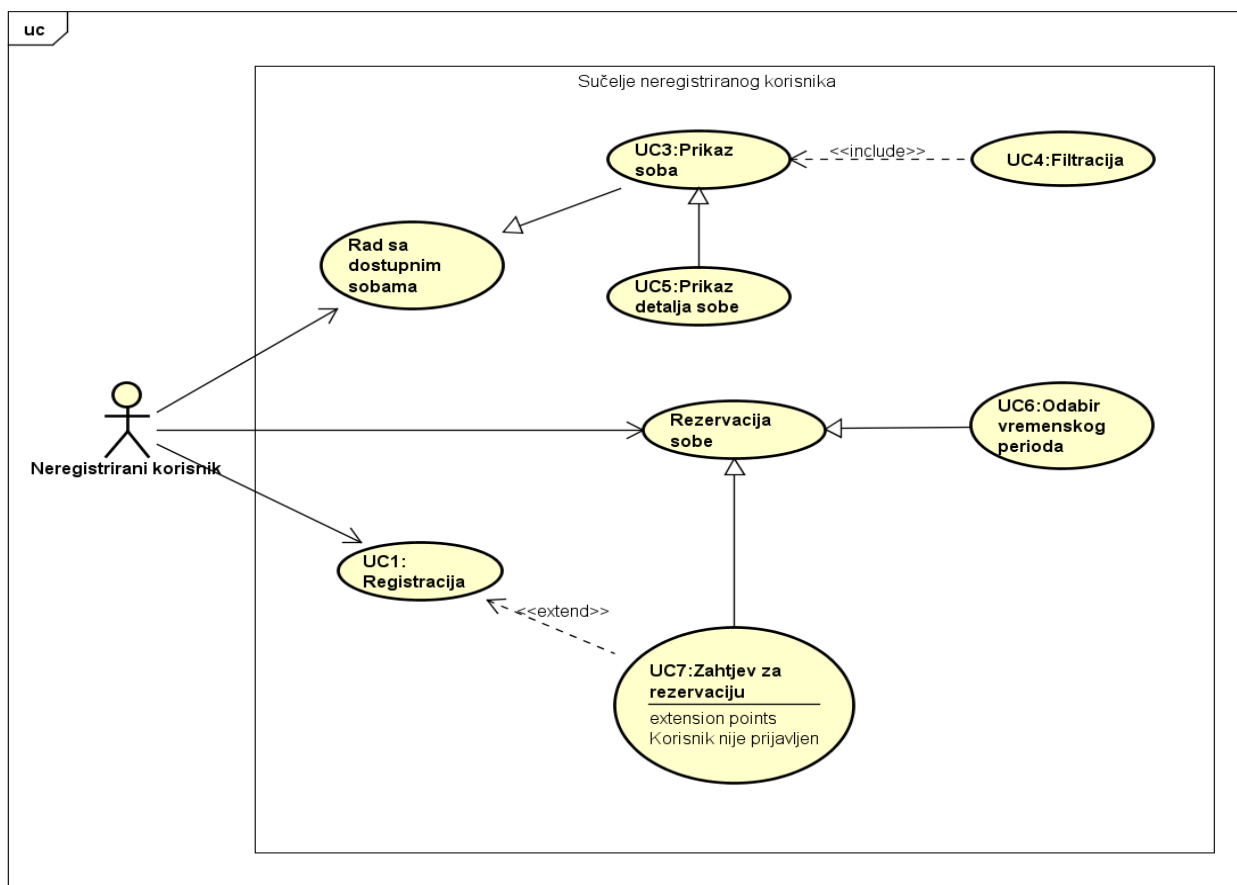 uc
Sučelje neregistriranog korisnika
UC3:Prikaz
soba
<<include>>
UC4:Filtracija
Rad sa
dostupnim
sobama
UC5:Prikaz
detalja sobe
Neregistrirani korisnik
Rezervacija
sobe
UC6:Odabir
vremenskog
perioda
UC1:
Registracija
<<extend>>
UC7:Zahtjev za
rezervaciju
extension points
Korisnik nije prijavljen